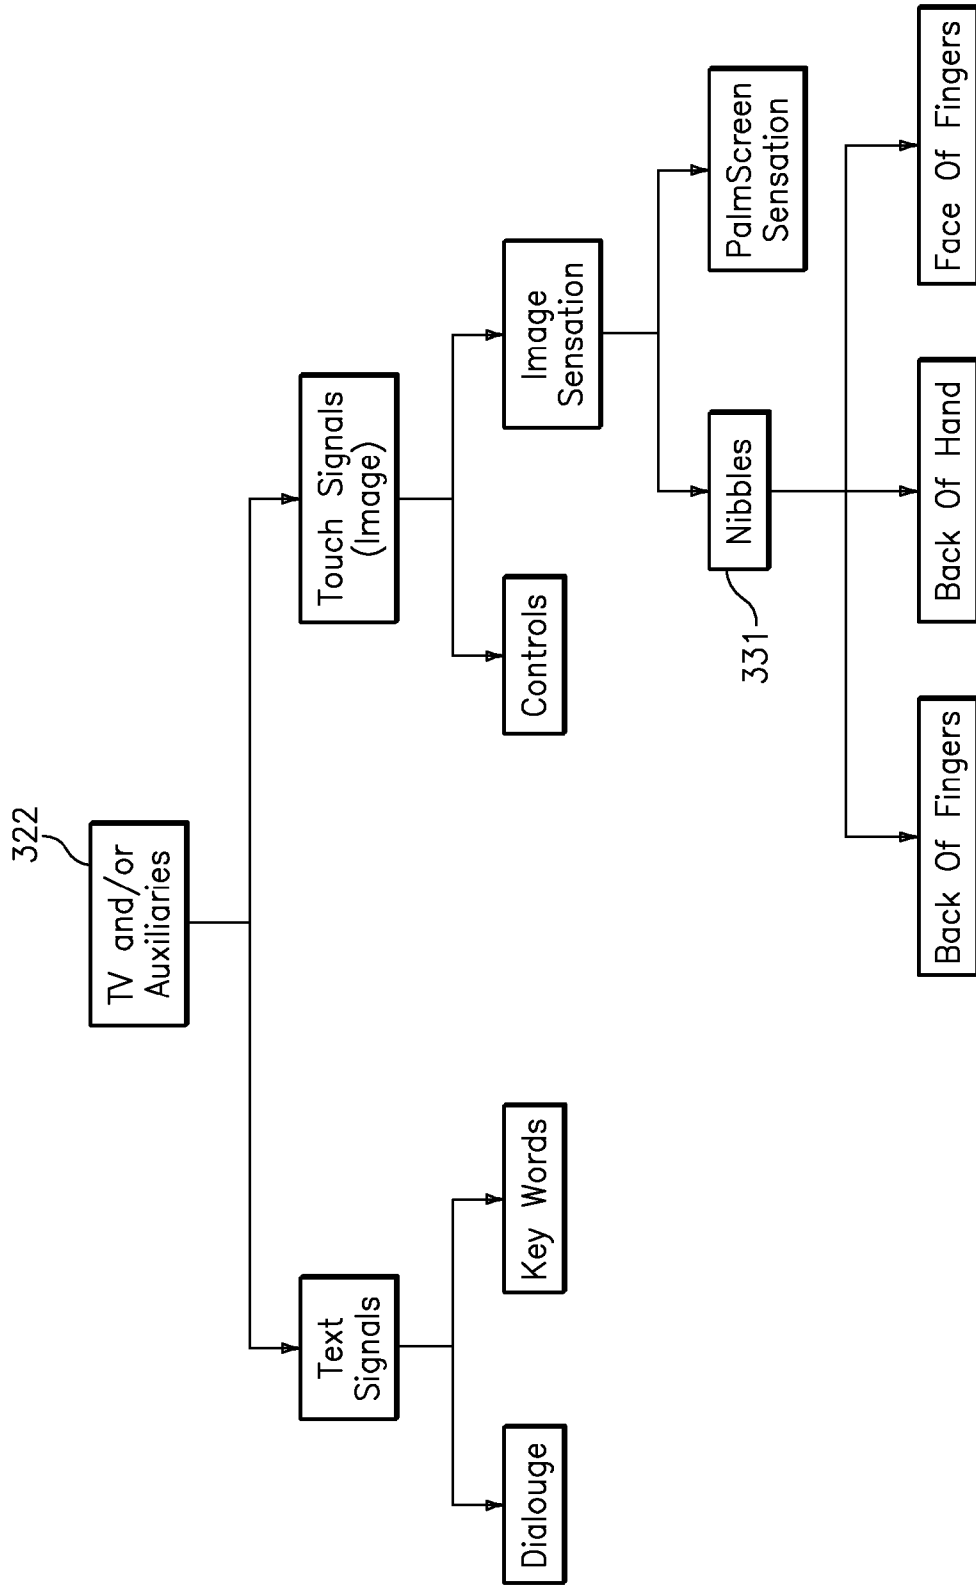 322
TV and/or
Auxiliaries
Text
Signals
Touch Signals
(Image)
Dialouge
Key Words
Controls
Image
Sensation
331
Nibbles
PalmScreen
Sensation
Back Of Fingers
Back Of Hand
Face Of Fingers